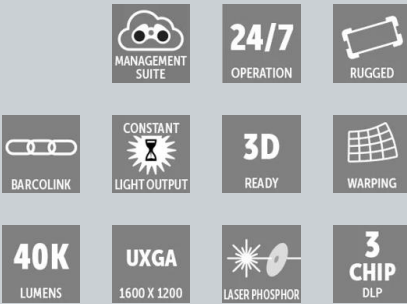 MANAGEMENT
SUITE
24/7
OPERATION
RUGGED
BARCOLINK
CONSTANT
LIGHT OUTPUT
3D
READY
WARPING
40K
LUMENS
UXGA
1600 X 1200
LASER PHOSPHOR
3
CHIP
DLP